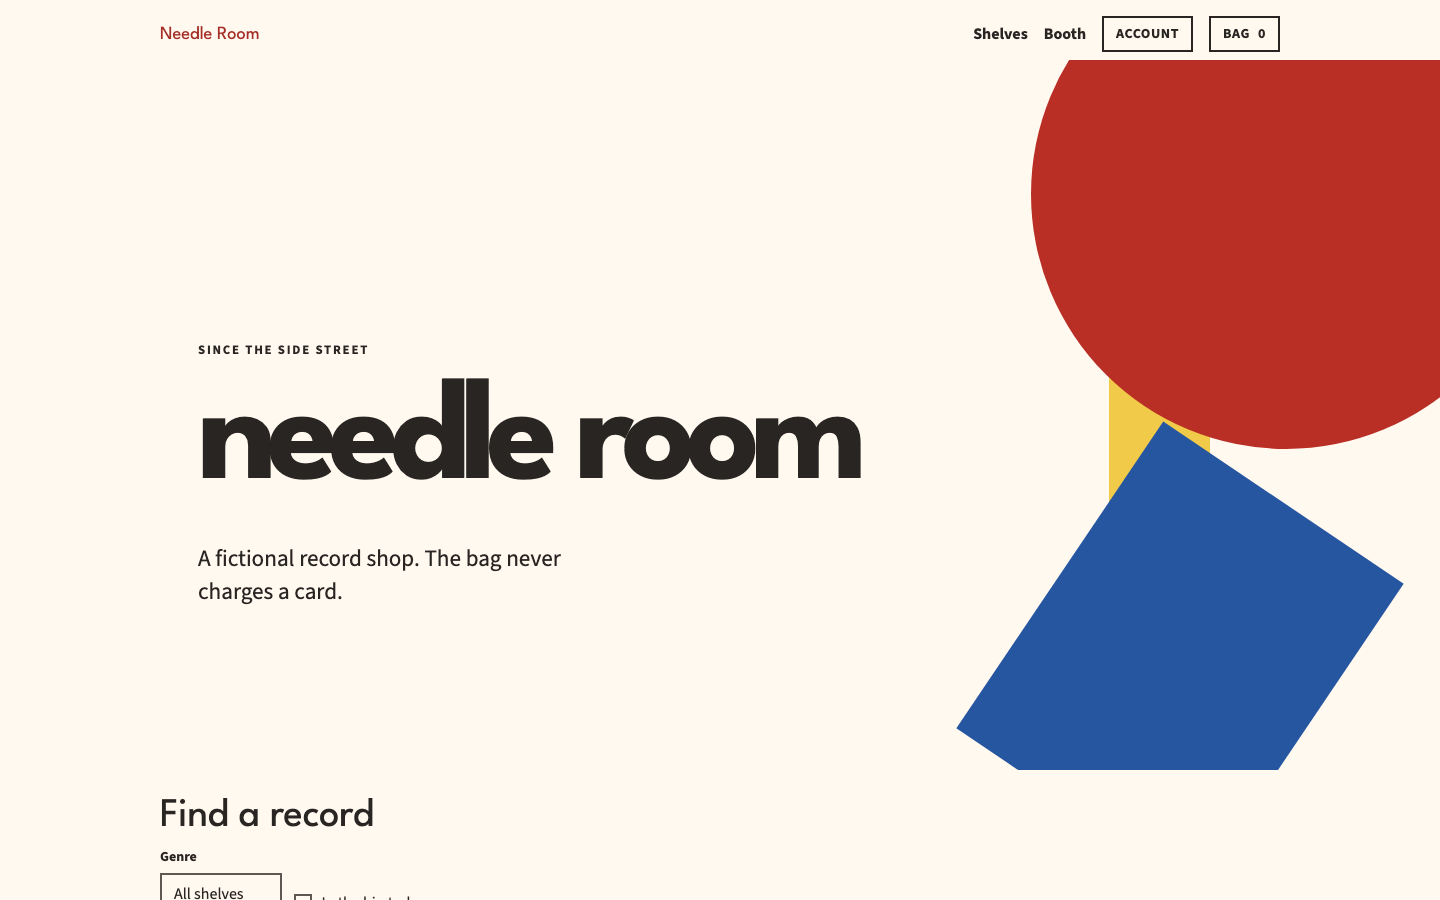 Needle Room
Shelves Booth ACCOUNT BAG 0
SINCE THE SIDE STREET
needle room
A fictional record shop. The bag never
charges a card.
Find a record
Genre
All shelves